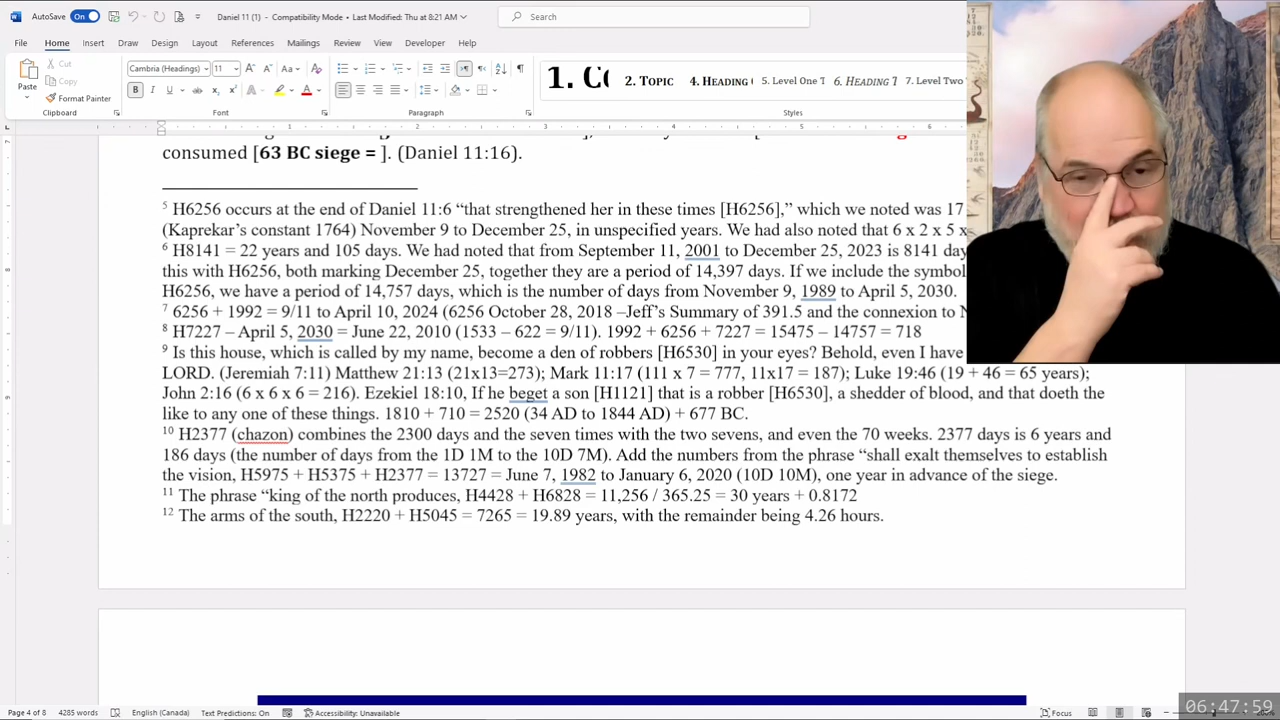 AutoSave On Daniel 11 (1) - Compatibility Mode • Last Modified: Thu at 8:21 AM Search
File Home Insert Draw Design Layout References Mailings Review View Developer Help
Paste Cut Copy Format Painter
Cambria (Headings) 11
1. 2. TOPIC 4. HEADING 5. Level One 6. HEADING 7. Level Two
Clipboard Font Paragraph Styles
consumed [63 BC siege = ]. (Daniel 11:16).
5 H6256 occurs at the end of Daniel 11:6 “that strengthened her in these times [H6256],” which we noted was 17
(Kaprekar’s constant 1764) November 9 to December 25, in unspecified years. We had also noted that 6 x 2 x 5 x
6 H8141 = 22 years and 105 days. We had noted that from September 11, 2001 to December 25, 2023 is 8141 day
this with H6256, both marking December 25, together they are a period of 14,397 days. If we include the symbol
H6256, we have a period of 14,757 days, which is the number of days from November 9, 1989 to April 5, 2030.
7 6256 + 1992 = 9/11 to April 10, 2024 (6256 October 28, 2018 –Jeff’s Summary of 391.5 and the connexion to N
8 H7227 – April 5, 2030 = June 22, 2010 (1533 – 622 = 9/11). 1992 + 6256 + 7227 = 15475 – 14757 = 718
9 Is this house, which is called by my name, become a den of robbers [H6530] in your eyes? Behold, even I have
LORD. (Jeremiah 7:11) Matthew 21:13 (21x13=273); Mark 11:17 (111 x 7 = 777, 11x17 = 187); Luke 19:46 (19 + 46 = 65 years);
John 2:16 (6 x 6 x 6 = 216). Ezekiel 18:10, If he beget a son [H1121] that is a robber [H6530], a shedder of blood, and that doeth the
like to any one of these things. 1810 + 710 = 2520 (34 AD to 1844 AD) + 677 BC.
10 H2377 (chazon) combines the 2300 days and the seven times with the two sevens, and even the 70 weeks. 2377 days is 6 years and
186 days (the number of days from the 1D 1M to the 10D 7M). Add the numbers from the phrase “shall exalt themselves to establish
the vision, H5975 + H5375 + H2377 = 13727 = June 7, 1982 to January 6, 2020 (10D 10M), one year in advance of the siege.
11 The phrase “king of the north produces, H4428 + H6828 = 11,256 / 365.25 = 30 years + 0.8172
12 The arms of the south, H2220 + H5045 = 7265 = 19.89 years, with the remainder being 4.26 hours.
Page 4 of 8 4285 words English (Canada) Text Predictions: On Accessibility: Unavailable Focus
06:47:59